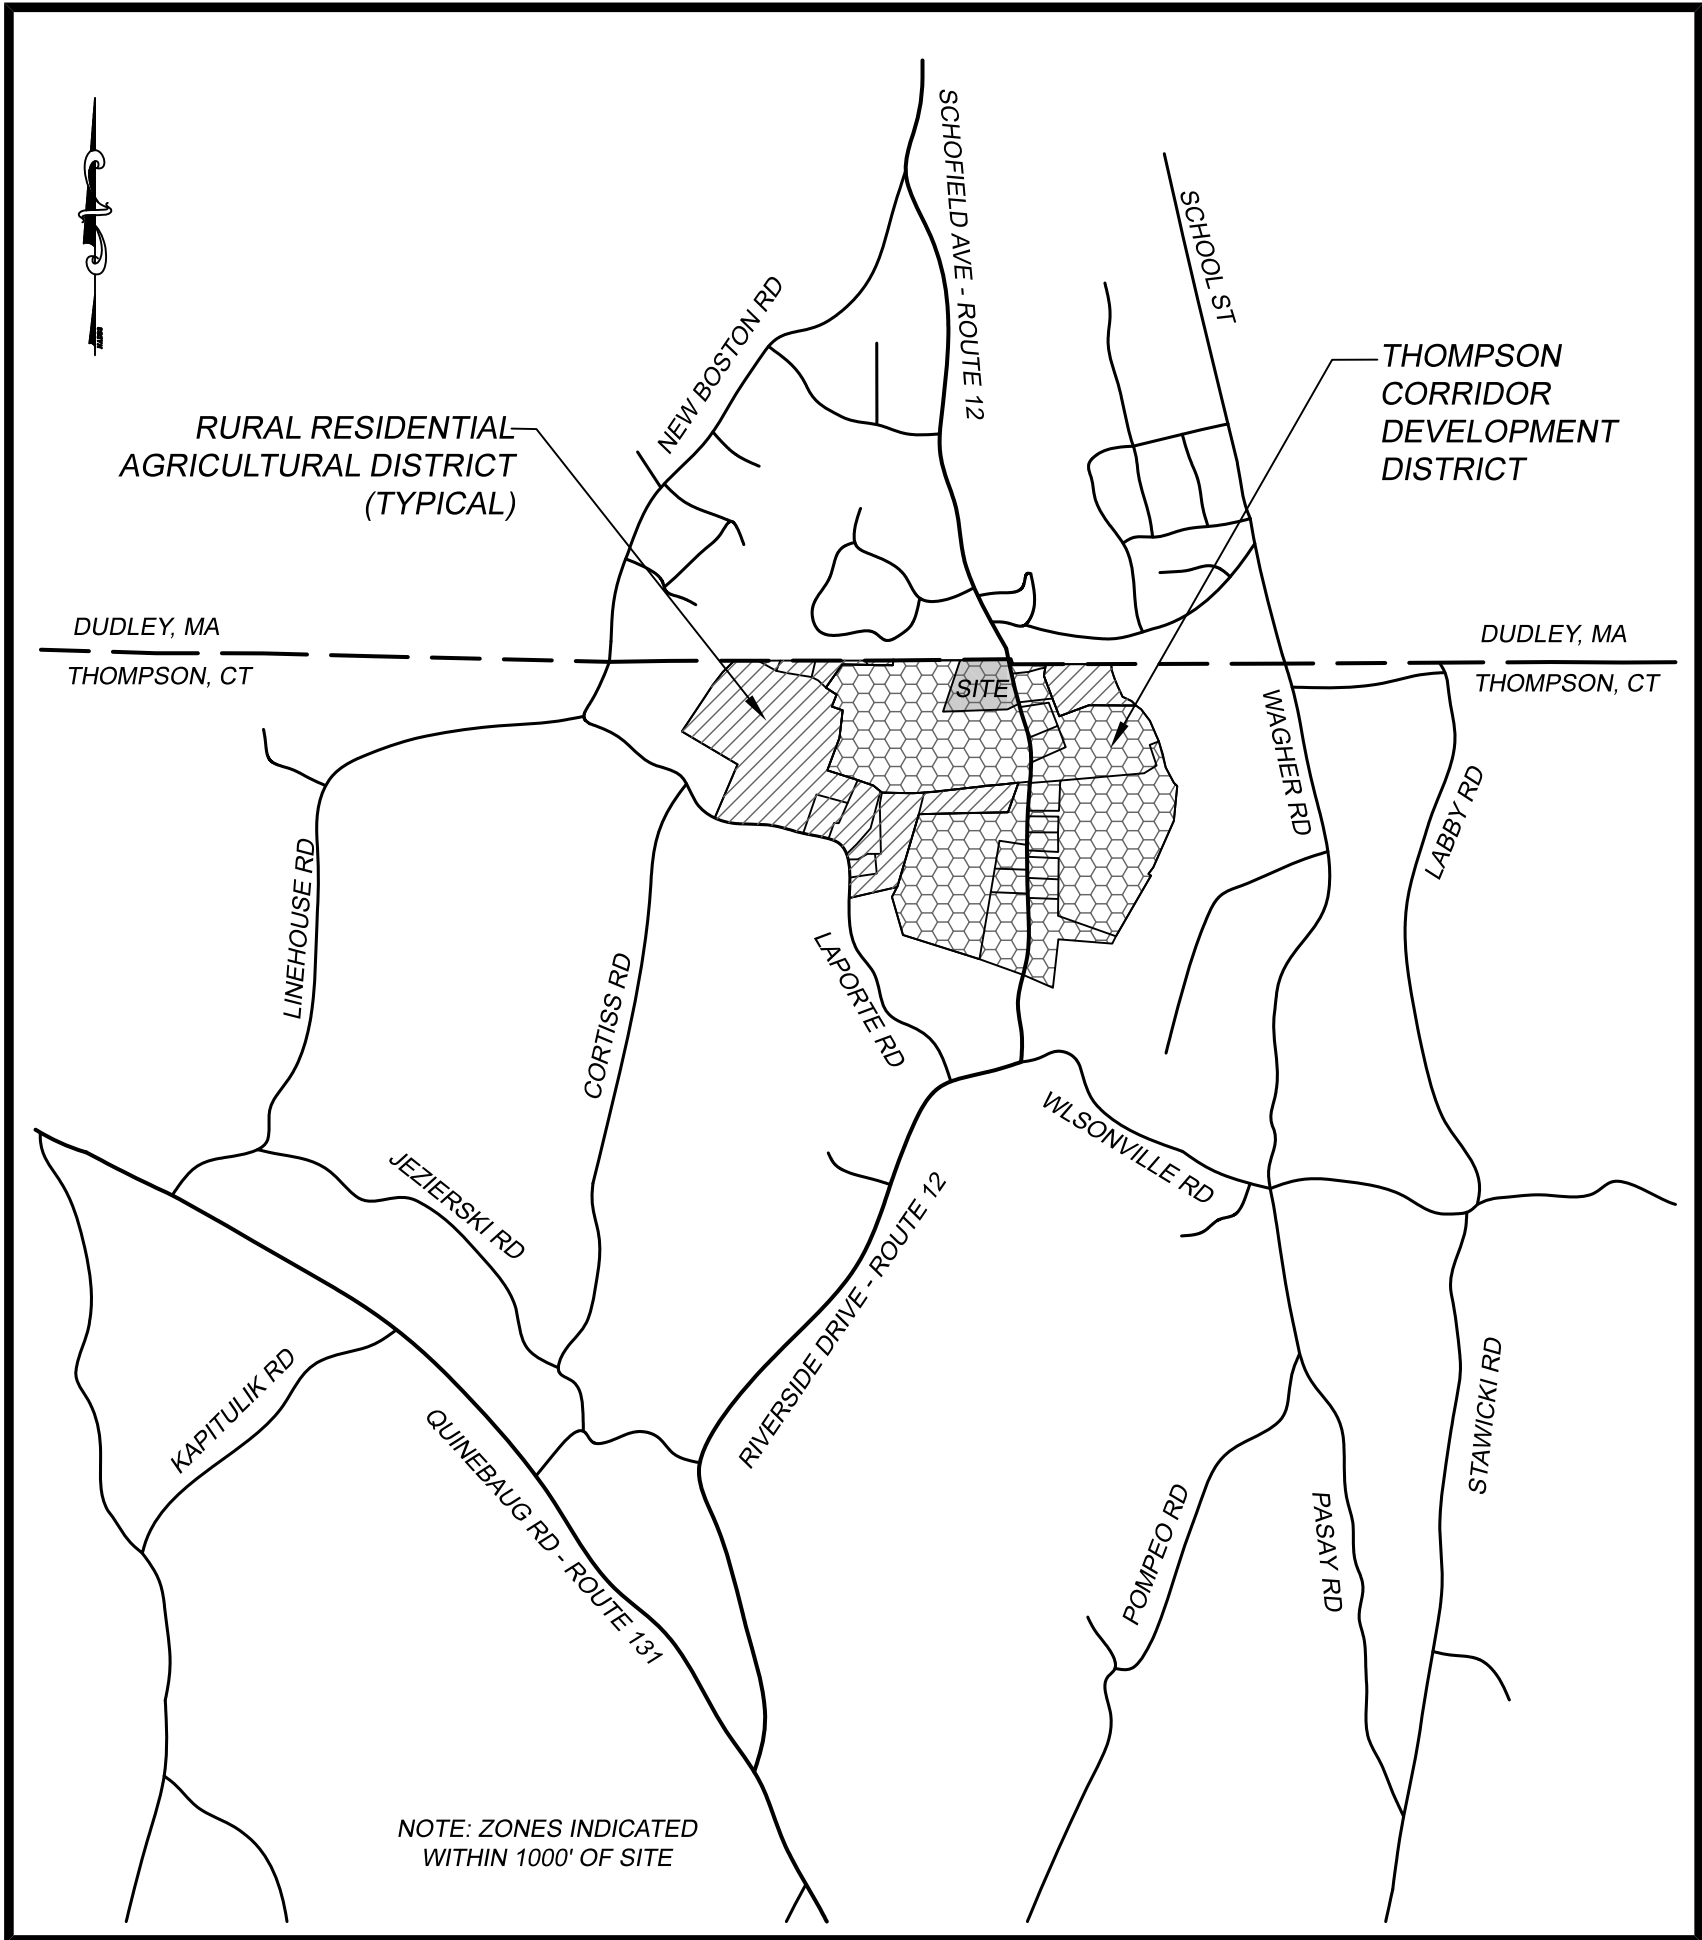 SCHOFIELD AVE - ROUTE 12
SCHOOL ST
NEW BOSTON RD
THOMPSON
CORRIDOR
DEVELOPMENT
DISTRICT
RURAL RESIDENTIAL
AGRICULTURAL DISTRICT
(TYPICAL)
DUDLEY, MA
THOMPSON, CT
DUDLEY, MA
THOMPSON, CT
SITE
WAGHER RD
LABBY RD
LINEHOUSE RD
CORTISS RD
LAPORTE RD
WLSONVILLE RD
JEZIERSKI RD
RIVERSIDE DRIVE - ROUTE 12
KAPITULIK RD
QUINEBAUG RD - ROUTE 131
STAWICKI RD
POMPEO RD
PASAY RD
NOTE: ZONES INDICATED
WITHIN 1000' OF SITE